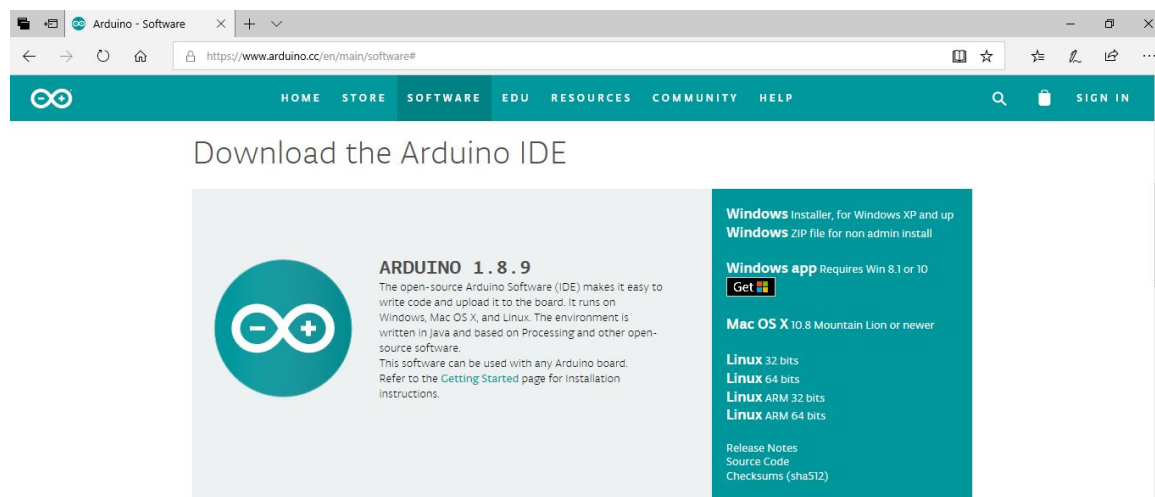 Arduino - Software
https://www.arduino.cc/en/main/software#
HOME STORE SOFTWARE EDU RESOURCES COMMUNITY HELP SIGN IN
Download the Arduino IDE
ARDUINO 1.8.9
The open-source Arduino Software (IDE) makes it easy to
write code and upload it to the board. It runs on
Windows, Mac OS X, and Linux. The environment is
written in Java and based on Processing and other open-
source software.
This software can be used with any Arduino board.
Refer to the Getting Started page for Installation
instructions.
Windows Installer, for Windows XP and up
Windows ZIP file for non admin install
Windows app Requires Win 8.1 or 10
Get
Mac OS X 10.8 Mountain Lion or newer
Linux 32 bits
Linux 64 bits
Linux ARM 32 bits
Linux ARM 64 bits
Release Notes
Source Code
Checksums (sha512)